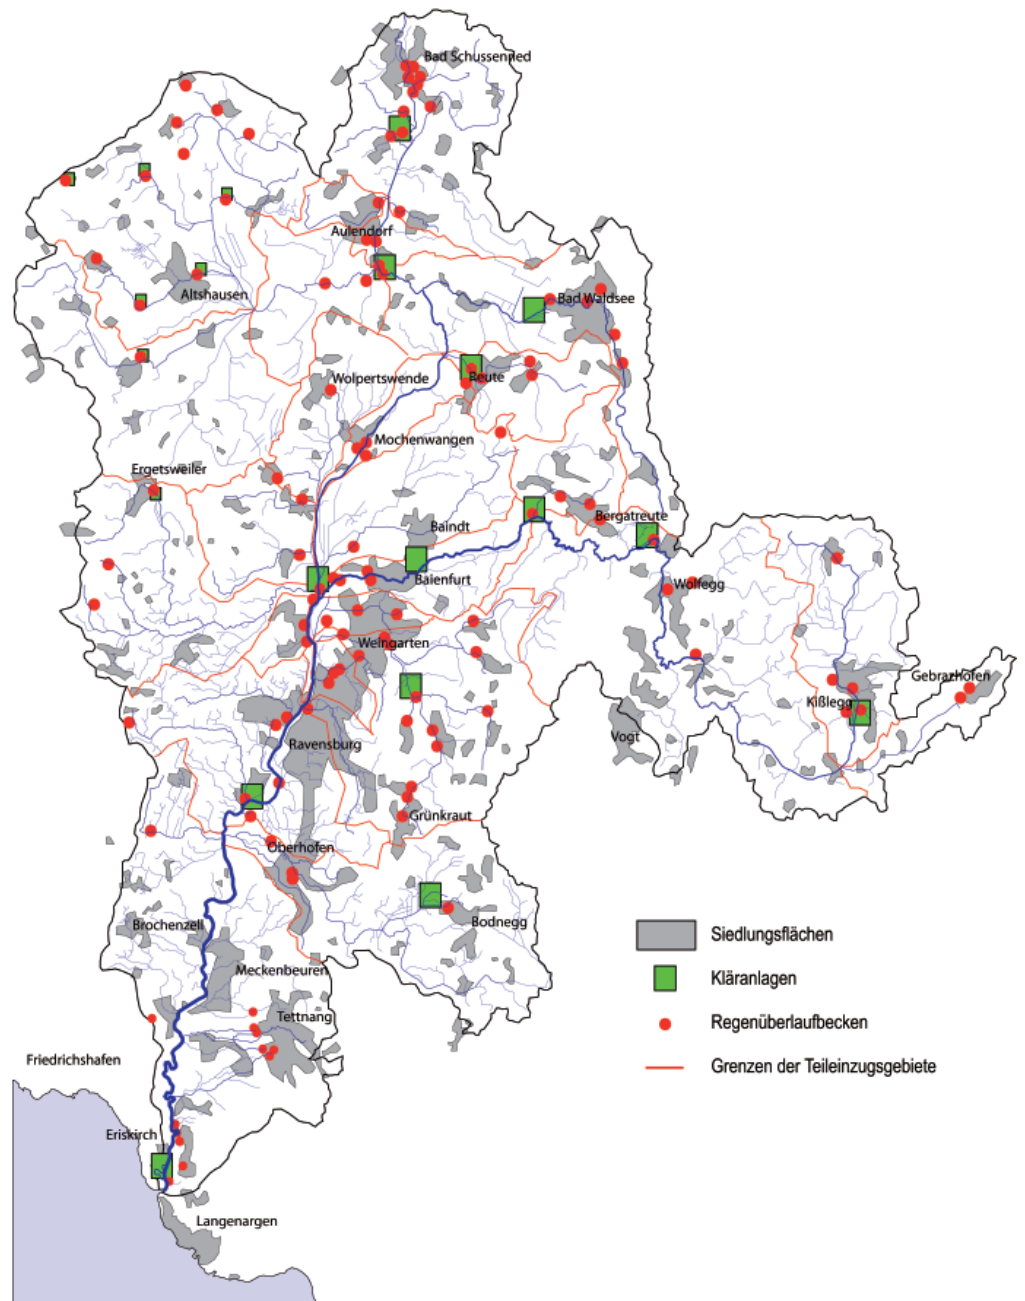 Bad Schussenried
Aulendorf
Altshausen
Bad Waldsee
Wolpertswende
Reute
Mochenwangen
Ergetsweiler
Bergatreute
Baindt
Baienfurt
Wolfegg
Weingarten
Gebrazhofen
Kißlegg
Vogt
Ravensburg
Grünkraut
Oberhofen
Bodnegg
Brochenzell
Meckenbeuren
Tettnang
Friedrichshafen
Eriskirch
Langenargen
Siedlungsflächen
Kläranlagen
Regenüberlaufbecken
Grenzen der Teileinzugsgebiete